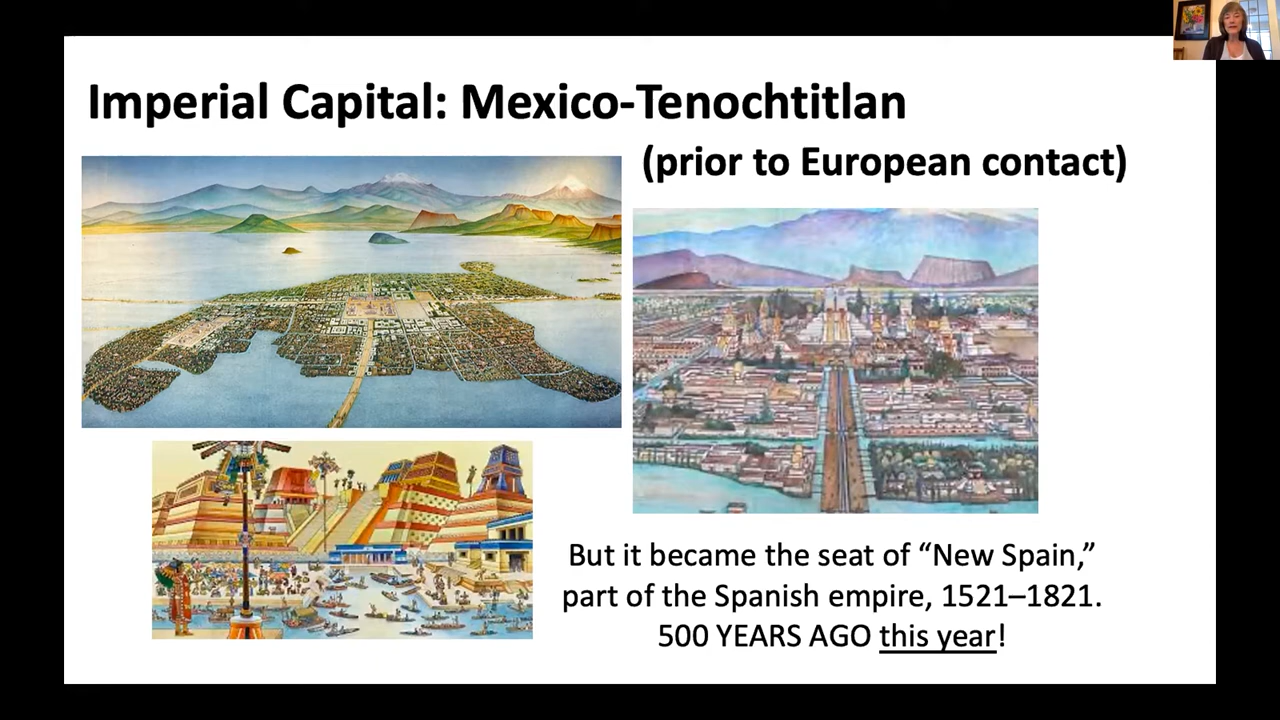 Imperial Capital: Mexico-Tenochtitlan
(prior to European contact)
But it became the seat of “New Spain,”
part of the Spanish empire, 1521–1821.
500 YEARS AGO this year!